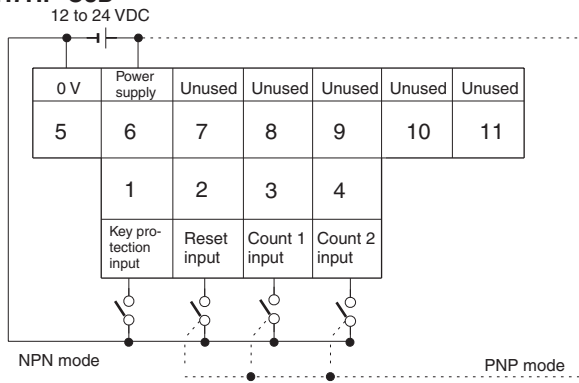 12 to 24 VDC
0 V
Power
supply
Unused
Unused
Unused
Unused
Unused
5
6
7
8
9
10
11
1
2
3
4
Key pro-
tection
input
Reset
input
Count 1
input
Count 2
input
NPN mode
PNP mode